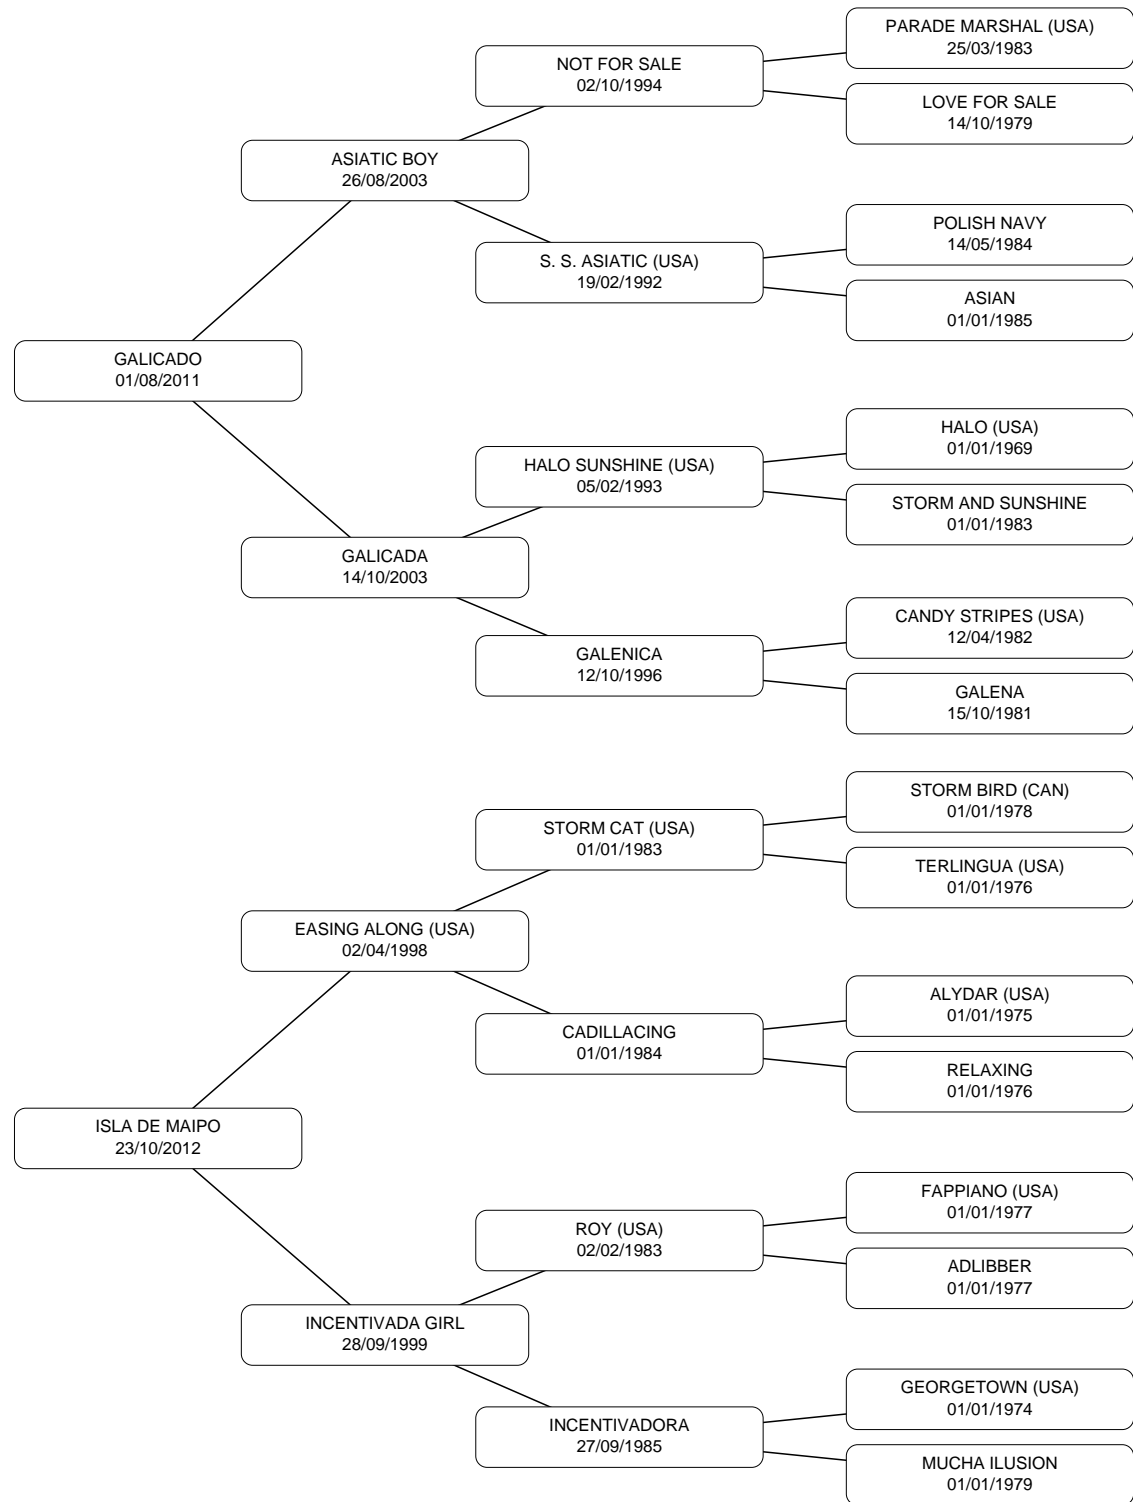 PARADE MARSHAL (USA)
25/03/1983
NOT FOR SALE
02/10/1994
LOVE FOR SALE
14/10/1979
ASIATIC BOY
26/08/2003
POLISH NAVY
14/05/1984
S. S. ASIATIC (USA)
19/02/1992
ASIAN
01/01/1985
GALICADO
01/08/2011
HALO (USA)
01/01/1969
HALO SUNSHINE (USA)
05/02/1993
STORM AND SUNSHINE
01/01/1983
GALICADA
14/10/2003
CANDY STRIPES (USA)
12/04/1982
GALENICA
12/10/1996
GALENA
15/10/1981
STORM BIRD (CAN)
01/01/1978
STORM CAT (USA)
01/01/1983
TERLINGUA (USA)
01/01/1976
EASING ALONG (USA)
02/04/1998
ALYDAR (USA)
01/01/1975
CADILLACING
01/01/1984
RELAXING
01/01/1976
ISLA DE MAIPO
23/10/2012
FAPPIANO (USA)
01/01/1977
ROY (USA)
02/02/1983
ADLIBBER
01/01/1977
INCENTIVADA GIRL
28/09/1999
GEORGETOWN (USA)
01/01/1974
INCENTIVADORA
27/09/1985
MUCHA ILUSION
01/01/1979